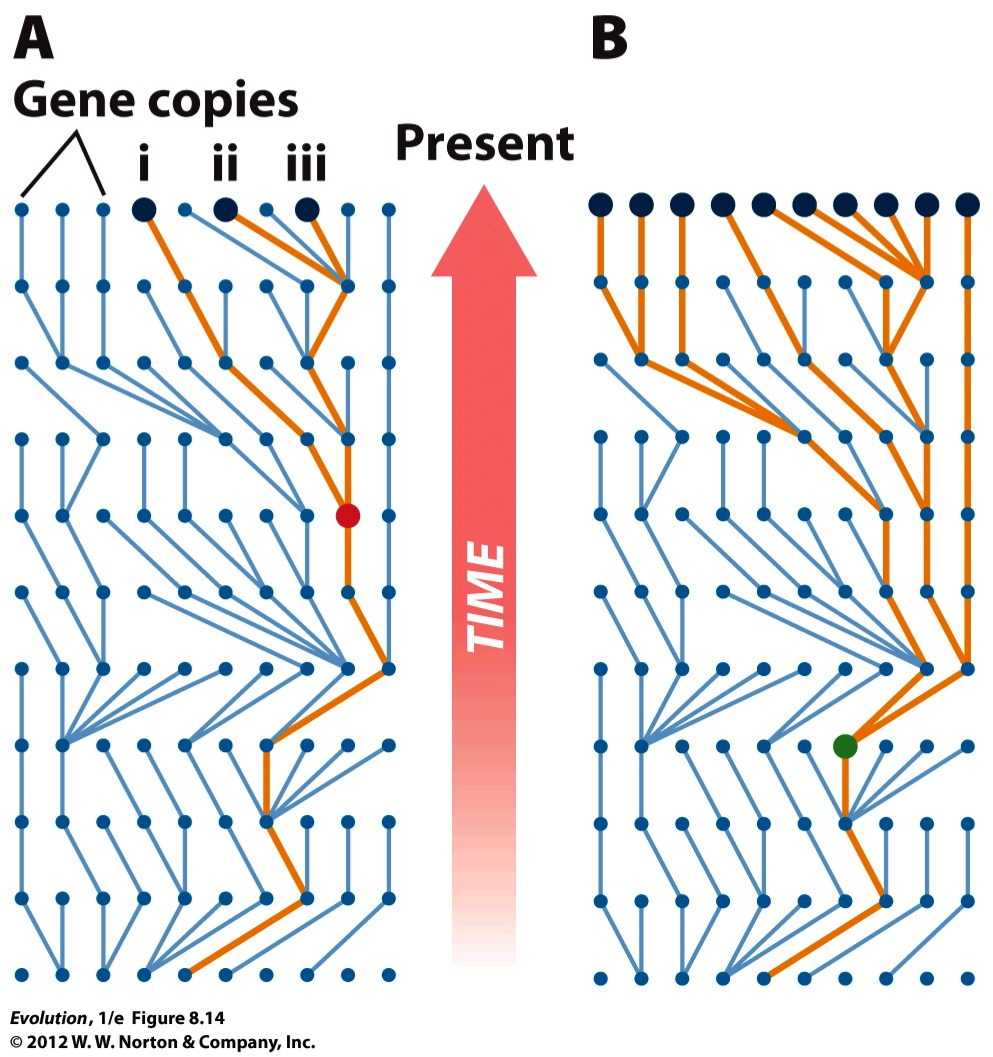 A
B
Gene copies
Present
i ii iii
TIME
Evolution, 1/e Figure 8.14
© 2012 W. W. Norton & Company, Inc.